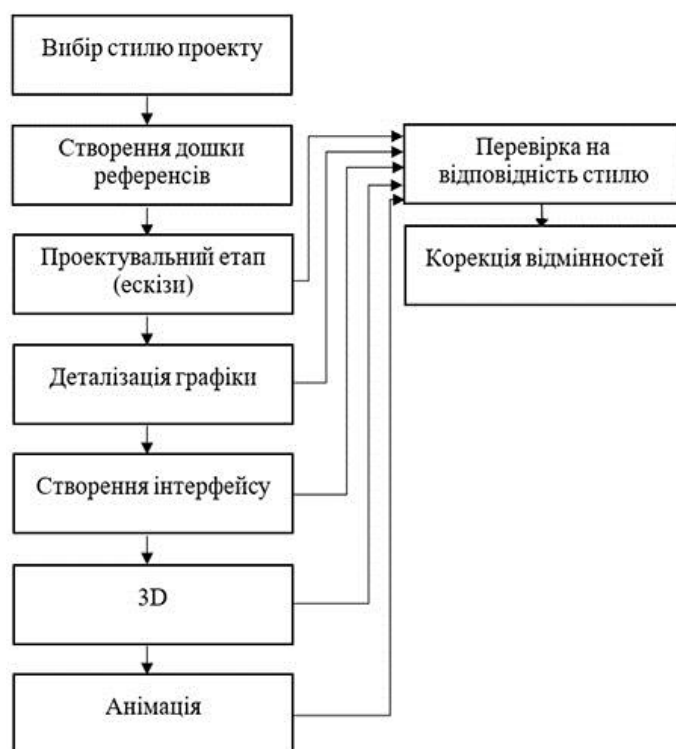 Вибір стилю проекту
Створення дошки
референсів
Проектувальний етап
(ескізи)
Деталізація графіки
Створення інтерфейсу
3D
Анімація
Перевірка на
відповідність стилю
Корекція відмінностей